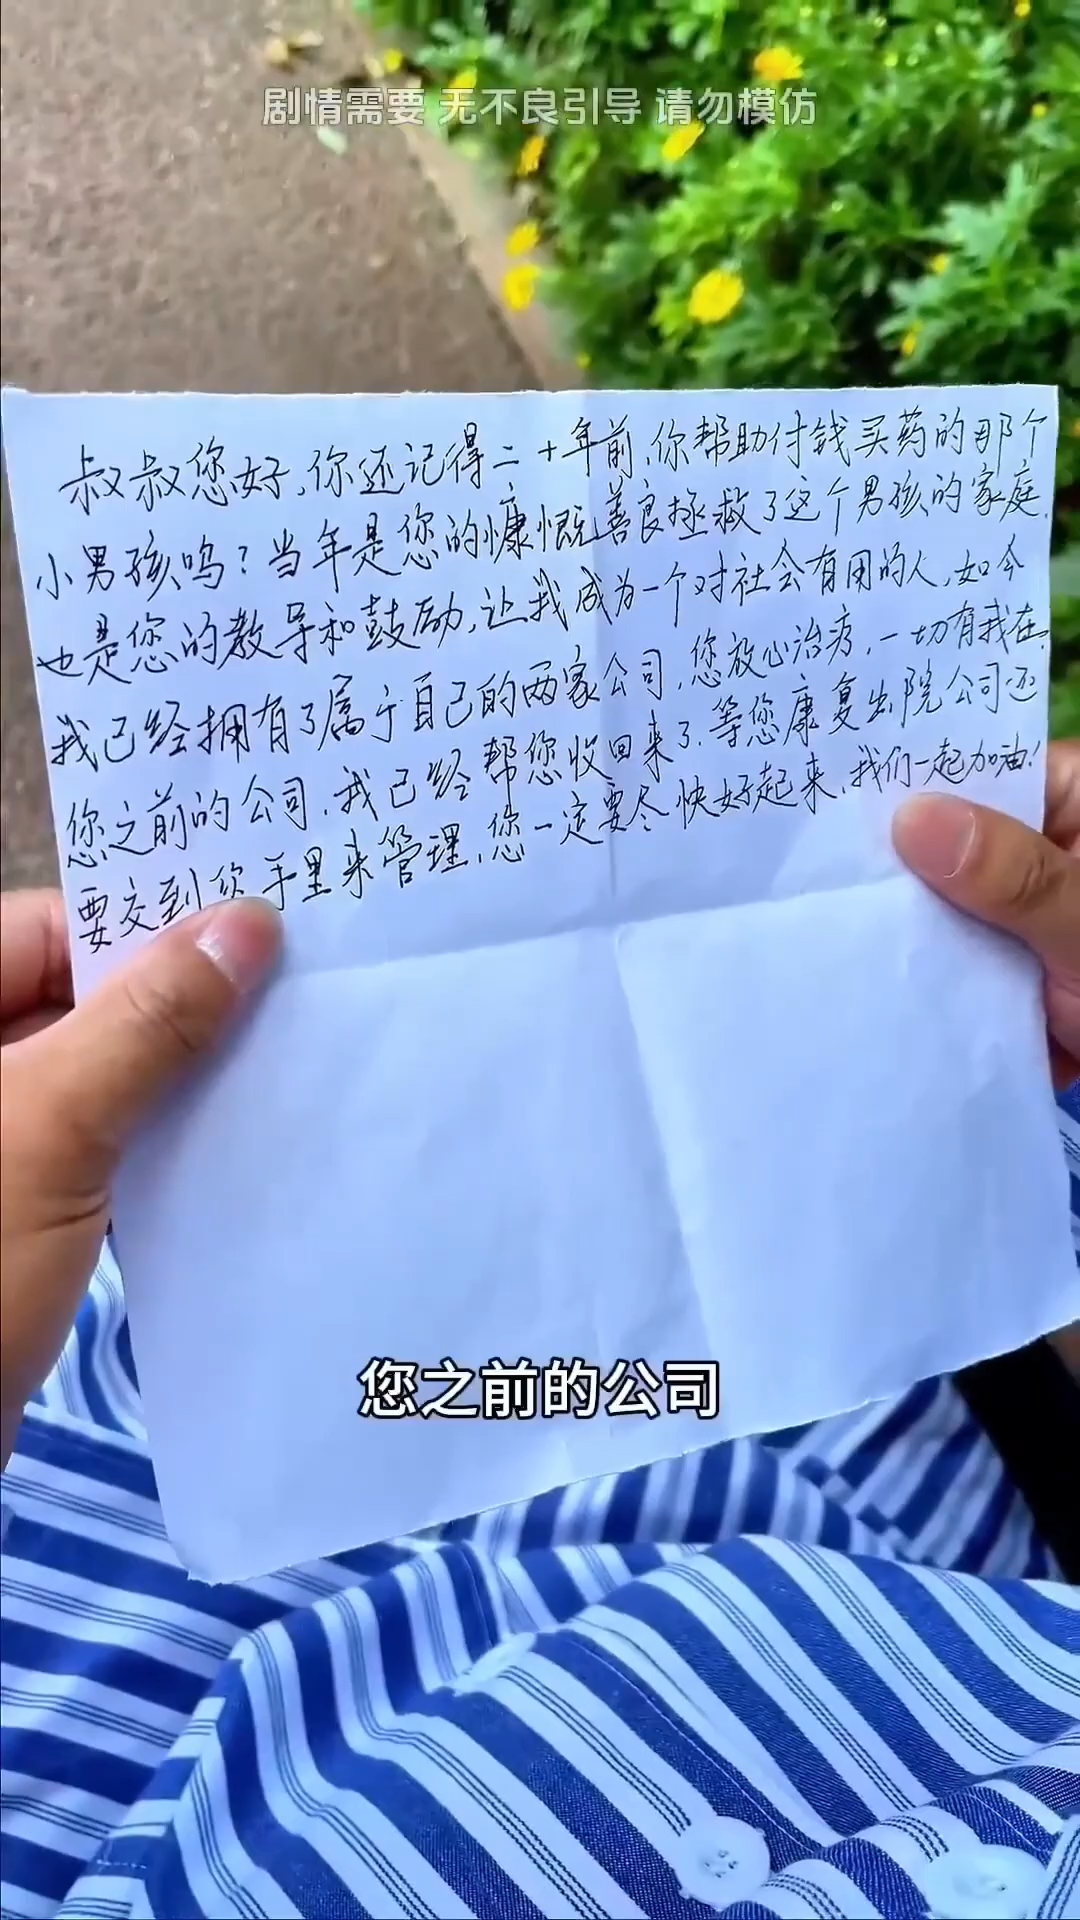 剧情需要 无不良引导 请勿模仿
叔叔您好,你还记得二十年前,你帮助付钱买药的那个
小男孩吗?当年是您的慷慨善良拯救了这个男孩的家庭,
也是您的教导和鼓励,让我成为一个对社会有用的人,如今
我已经拥有了属于自己的两家公司,您放心治疗,一切有我在,
您之前的公司,我已经帮您收回来了,等您康复出院公司还
要交到您手里来管理,您一定要尽快好起来,我们一起加油!
您之前的公司